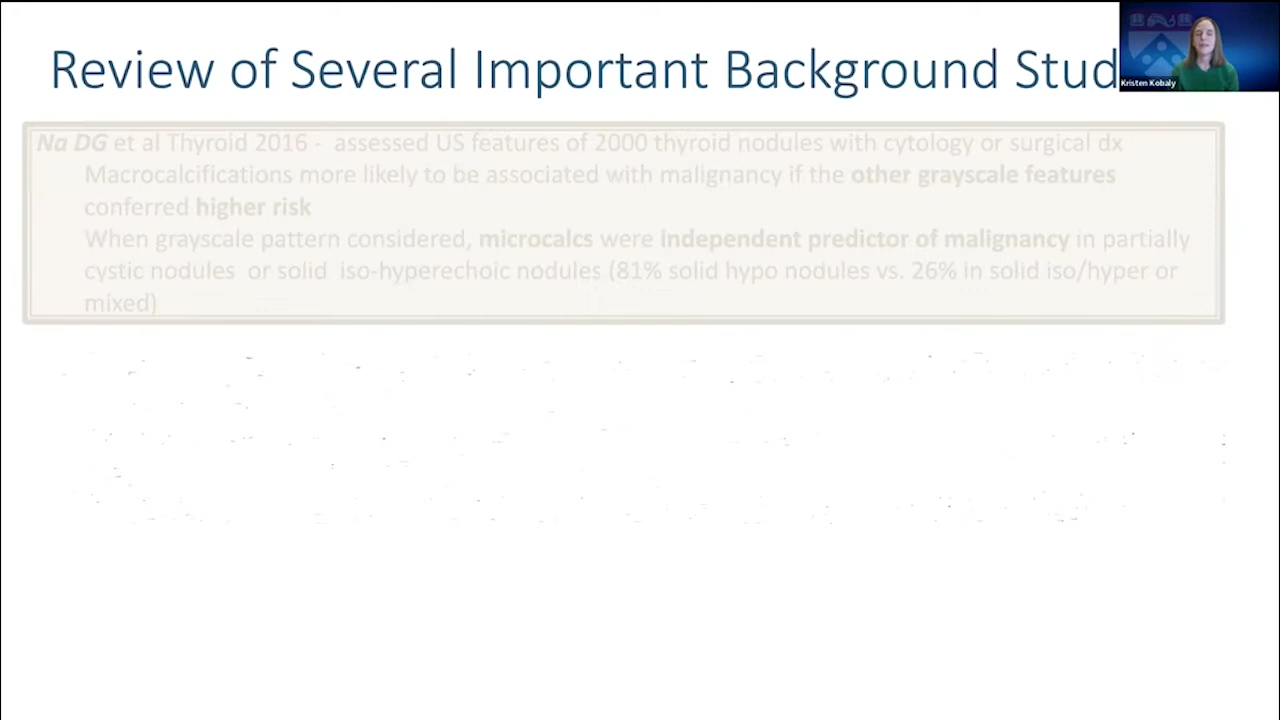 Review of Several Important Background Stud
Kristen Kobaly
Na DG et al Thyroid 2016 - assessed US features of 2000 thyroid nodules with cytology or surgical dx
Macrocalcifications more likely to be associated with malignancy if the other grayscale features
conferred higher risk
When grayscale pattern considered, microcalcs were independent predictor of malignancy in partially
cystic nodules or solid iso-hyperechoic nodules (81% solid hypo nodules vs. 26% in solid iso/hyper or
mixed)